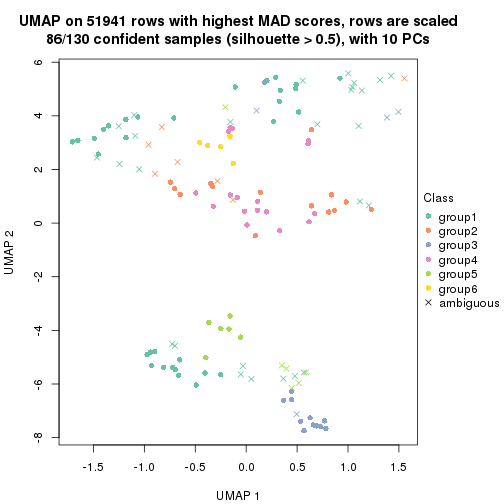 UMAP on 51941 rows with highest MAD scores, rows are scaled
86/130 confident samples (silhouette > 0.5), with 10 PCs
6
4
2
0
-2
-4
-6
-8
UMAP 2
-1.5
-1.0
-0.5
0.0
0.5
1.0
1.5
UMAP 1
Class
group1
group2
group3
group4
group5
group6
ambiguous